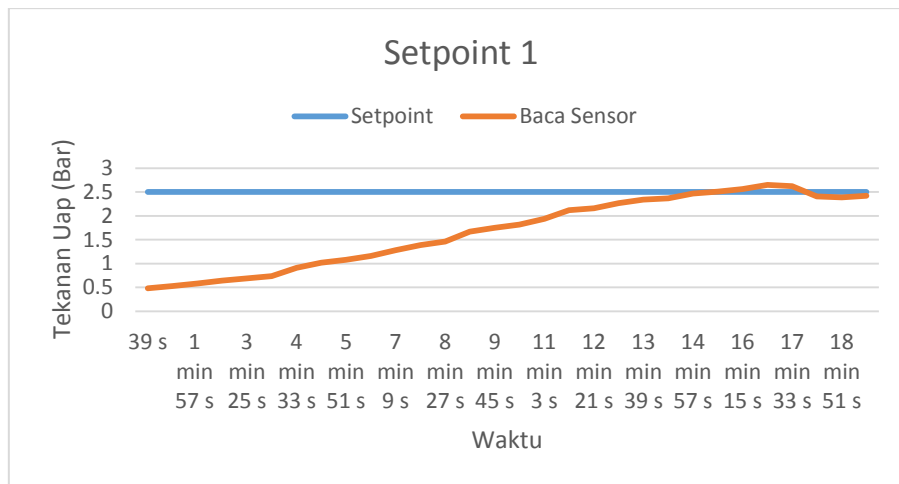 Setpoint 1
Setpoint Baca Sensor
Tekanan Uap (Bar)
3
2.5
2
1.5
1
0.5
0
39 s 1 3 4 5 7 8 9 11 12 13 14 16 17 18
min min min min min min min min min min min min min min
57 s 25 s 33 s 51 s 9 s 27 s 45 s 3 s 21 s 39 s 57 s 15 s 33 s 51 s
Waktu